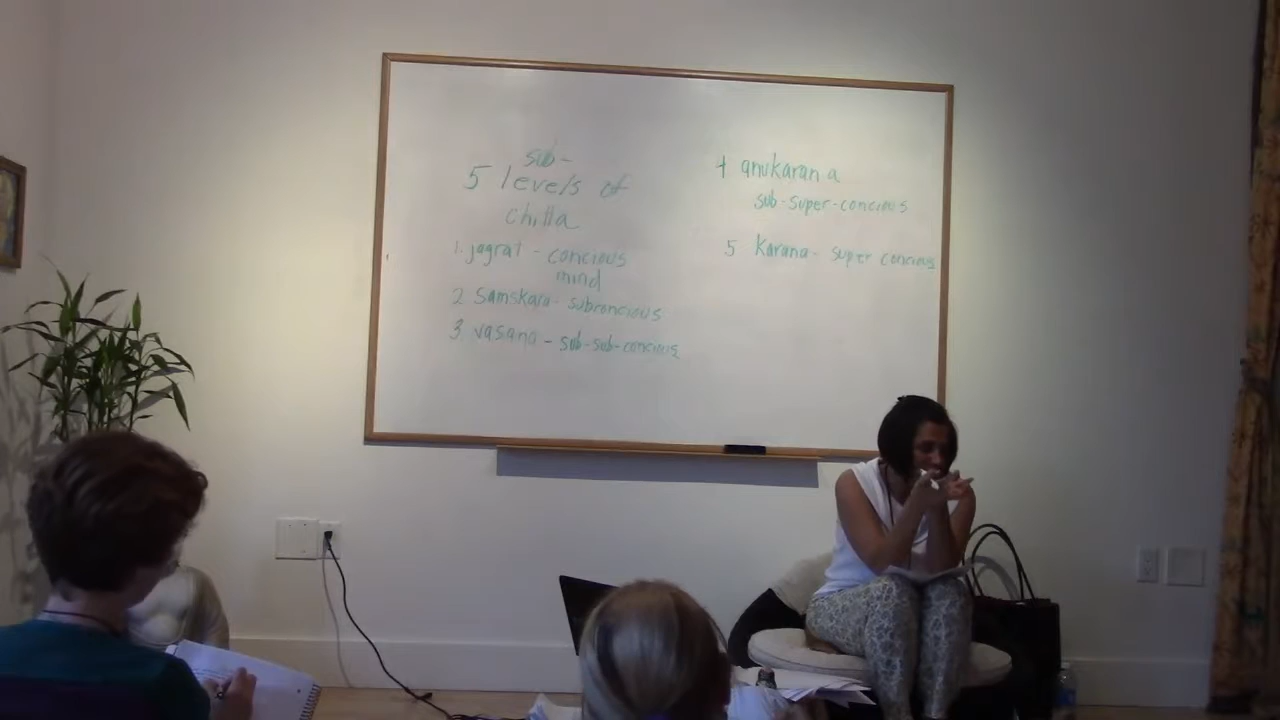 sub-
5 levels of
chitta
1. jagrat - concious
mind
2 Samskara - subconcious
3 vasana - sub-sub-concious
4 anukarana
sub-super-concious
5 Karana - super concious